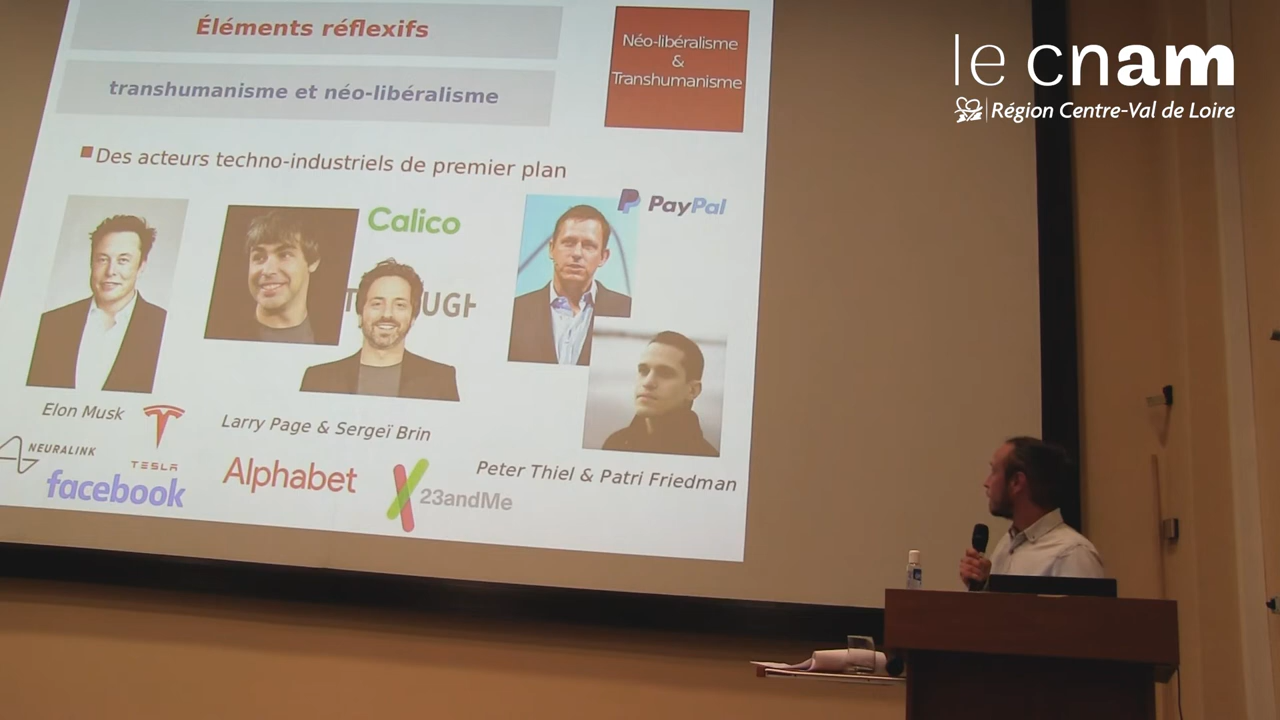 Éléments réflexifs
transhumanisme et néo-libéralisme
Néo-libéralisme
&
Transhumanisme
le cnam
Région Centre-Val de Loire
Des acteurs techno-industriels de premier plan
Calico
PayPal
UGH
Elon Musk
NEURALINK
TESLA
facebook
Larry Page & Sergeï Brin
Alphabet
23andMe
Peter Thiel & Patri Friedman